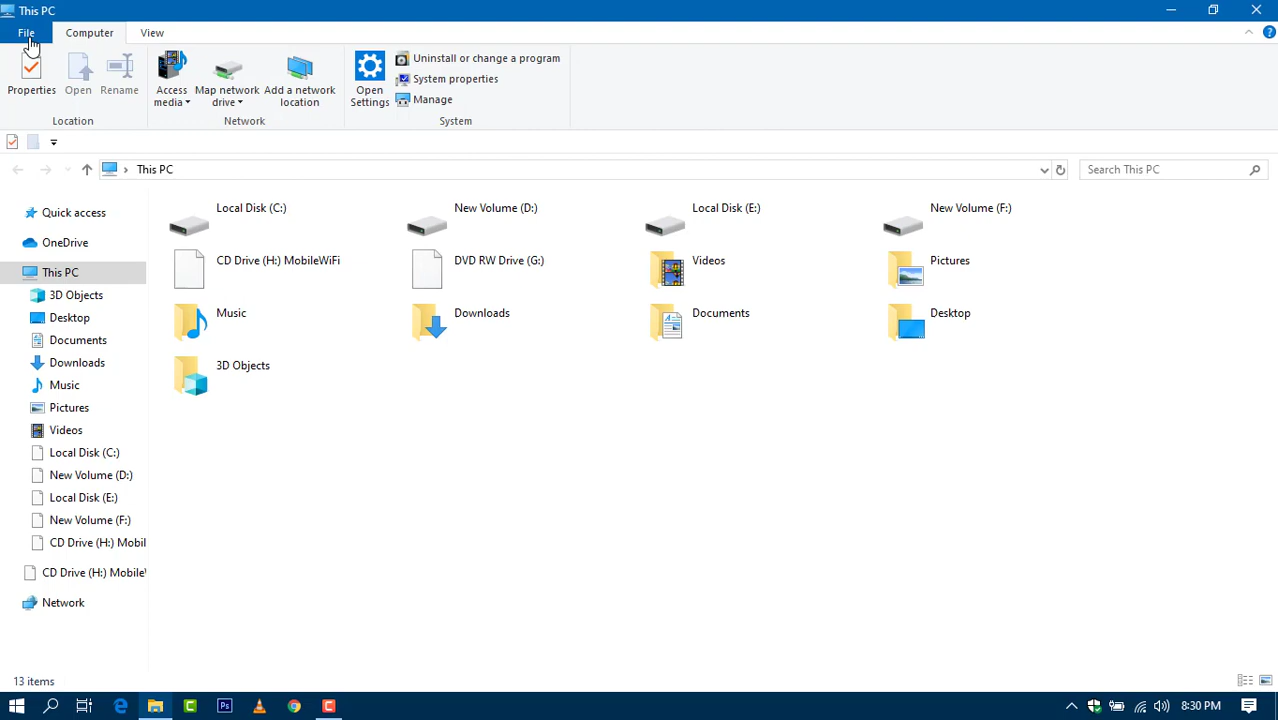 This PC
File Computer View
Properties Open Rename Access media Map network drive Add a network location Open Settings Uninstall or change a program
System properties
Manage
Location Network System
This PC Search This PC
Quick access
OneDrive
This PC
3D Objects
Desktop
Documents
Downloads
Music
Pictures
Videos
Local Disk (C:)
New Volume (D:)
Local Disk (E:)
New Volume (F:)
CD Drive (H:) Mobil
CD Drive (H:) Mobile
Network
Local Disk (C:) New Volume (D:) Local Disk (E:) New Volume (F:)
CD Drive (H:) MobileWiFi DVD RW Drive (G:) Videos Pictures
Music Downloads Documents Desktop
3D Objects
13 items
Ps 8:30 PM